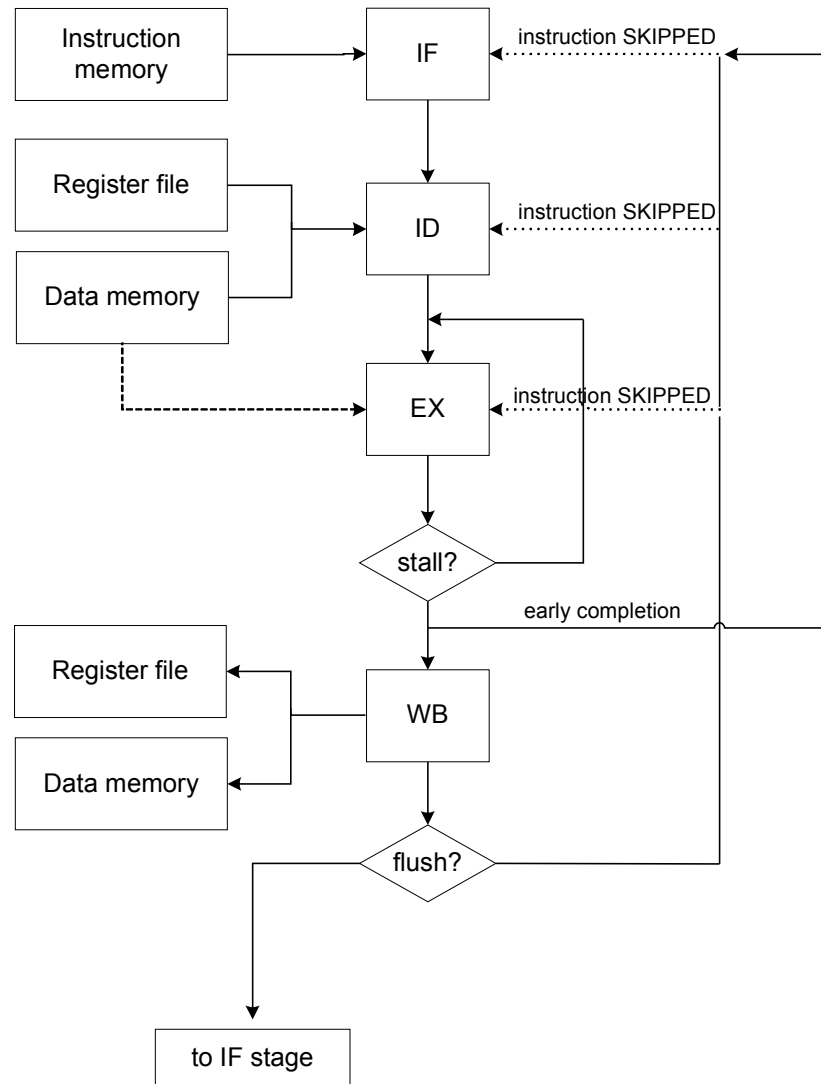 Instruction
memory
IF
instruction SKIPPED
Register file
ID
instruction SKIPPED
Data memory
EX
instruction SKIPPED
stall?
early completion
Register file
WB
Data memory
flush?
to IF stage